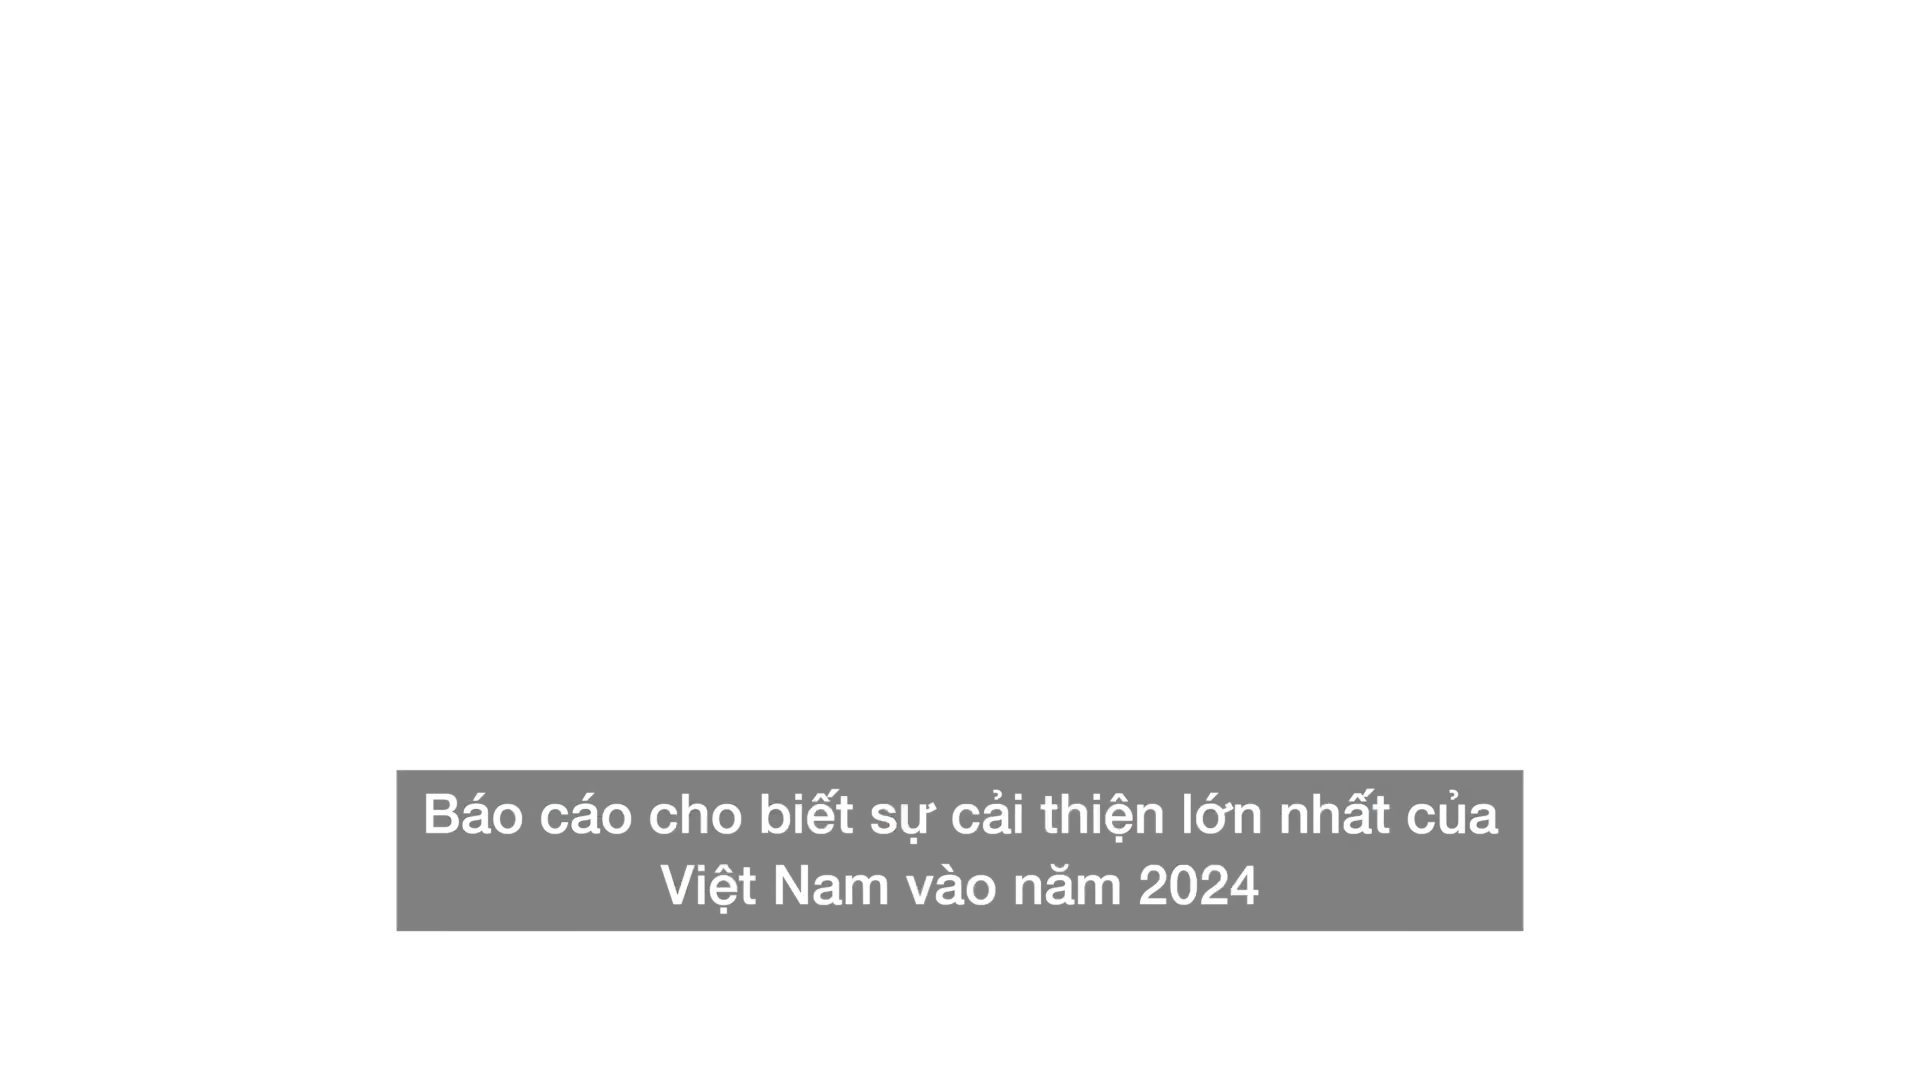 Báo cáo cho biết sự cải thiện lớn nhất của
Việt Nam vào năm 2024